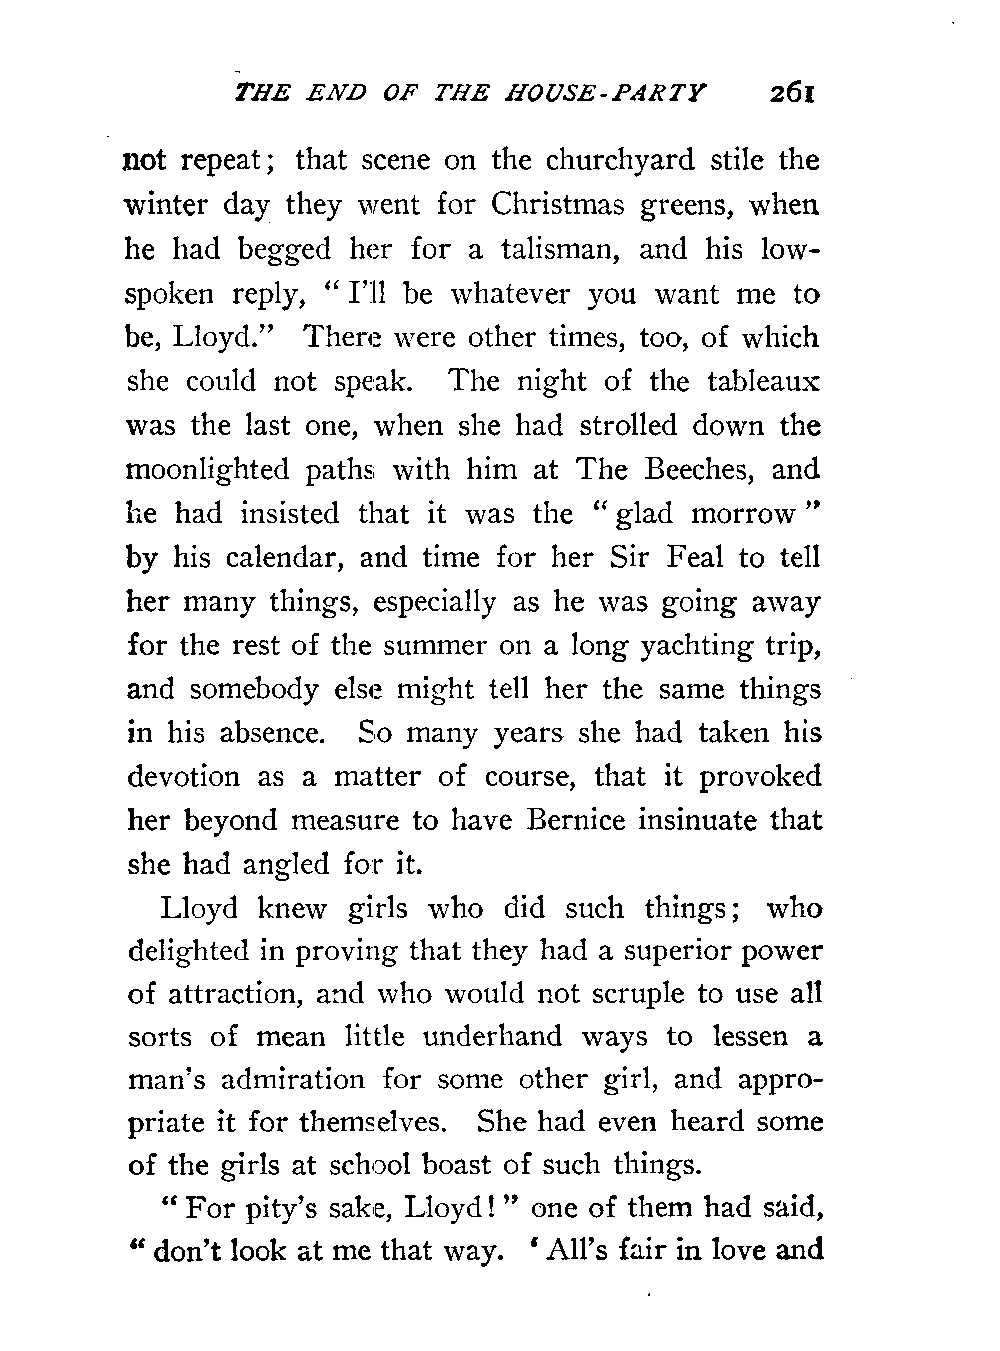 THE END OF THE HOUSE-PARTY 261
not repeat; that scene on the churchyard stile the
winter day they went for Christmas greens, when
he had begged her for a talisman, and his low-
spoken reply, " I'll be whatever you want me to
be, Lloyd." There were other times, too, of which
she could not speak. The night of the tableaux
was the last one, when she had strolled down the
moonlighted paths with him at The Beeches, and
he had insisted that it was the " glad morrow "
by his calendar, and time for her Sir Feal to tell
her many things, especially as he was going away
for the rest of the summer on a long yachting trip,
and somebody else might tell her the same things
in his absence. So many years she had taken his
devotion as a matter of course, that it provoked
her beyond measure to have Bernice insinuate that
she had angled for it.
Lloyd knew girls who did such things; who
delighted in proving that they had a superior power
of attraction, and who would not scruple to use all
sorts of mean little underhand ways to lessen a
man's admiration for some other girl, and appro-
priate it for themselves. She had even heard some
of the girls at school boast of such things.
" For pity's sake, Lloyd! " one of them had said,
" don't look at me that way. ' All's fair in love and